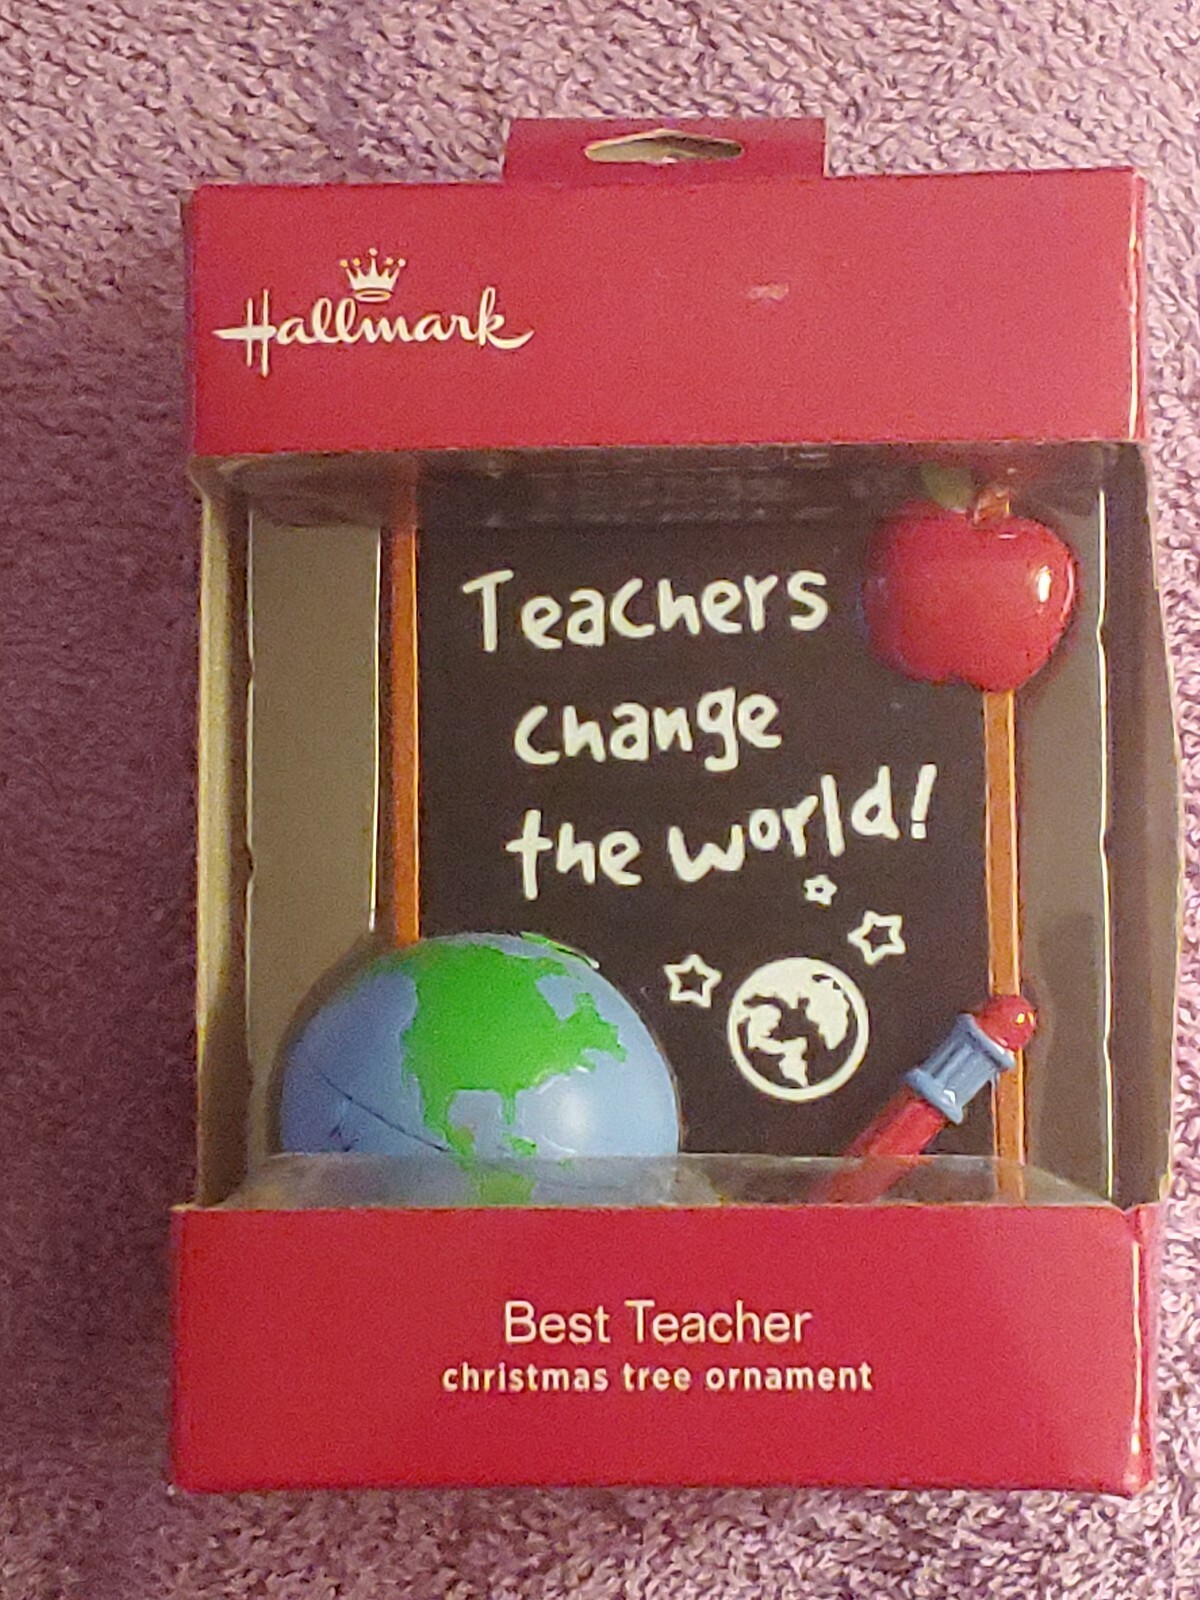 Hallmark
Teachers
change
the world!
Best Teacher
christmas tree ornament